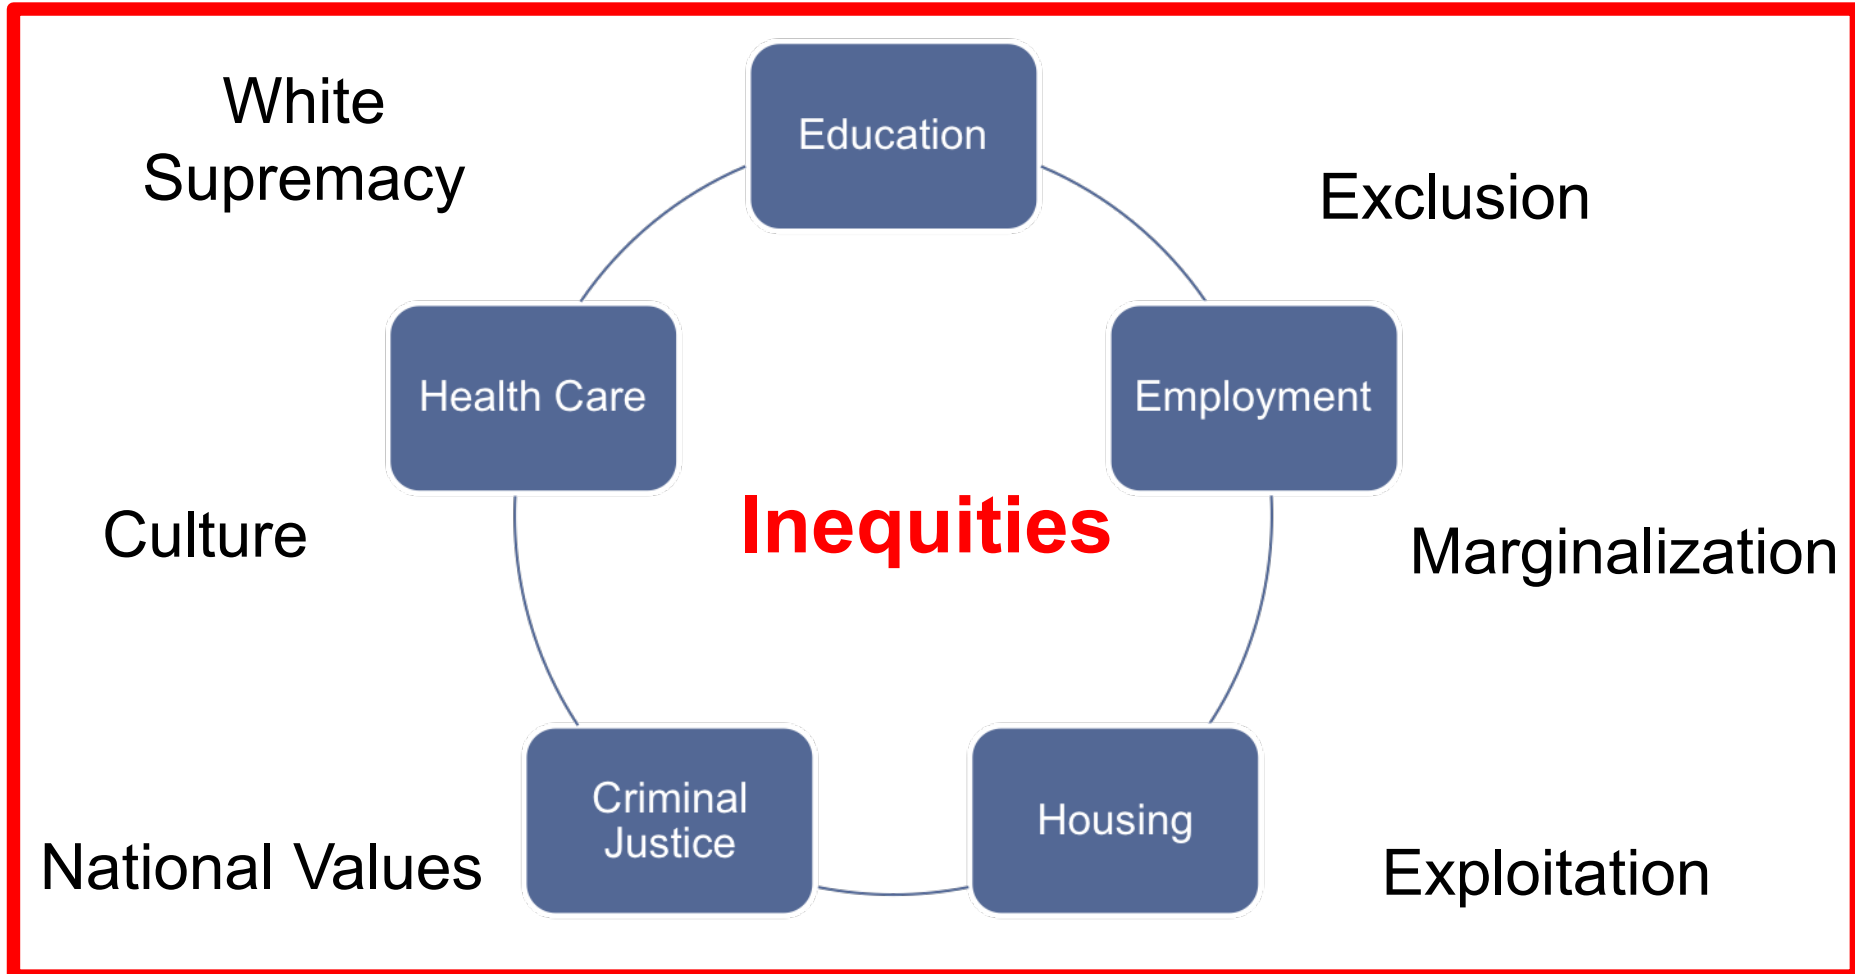 White
Supremacy
Education
Exclusion
Health Care
Employment
Inequities
Culture
Marginalization
Criminal
Justice
Housing
National Values
Exploitation